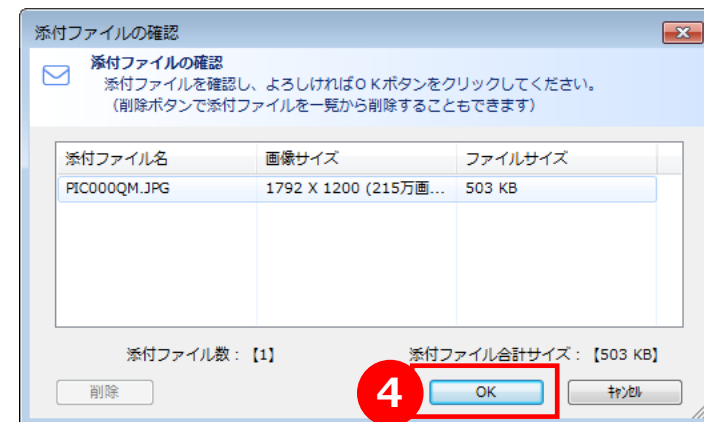 添付ファイルの確認
添付ファイルの確認
添付ファイルを確認し、よろしければOKボタンをクリックしてください。
(削除ボタンで添付ファイルを一覧から削除することもできます)
添付ファイル名 画像サイズ ファイルサイズ
PIC000QM.JPG 1792 X 1200 (215万画... 503 KB
添付ファイル数：【1】 添付ファイル合計サイズ：【503 KB】
削除 4 OK ｷｬﾝｾﾙ